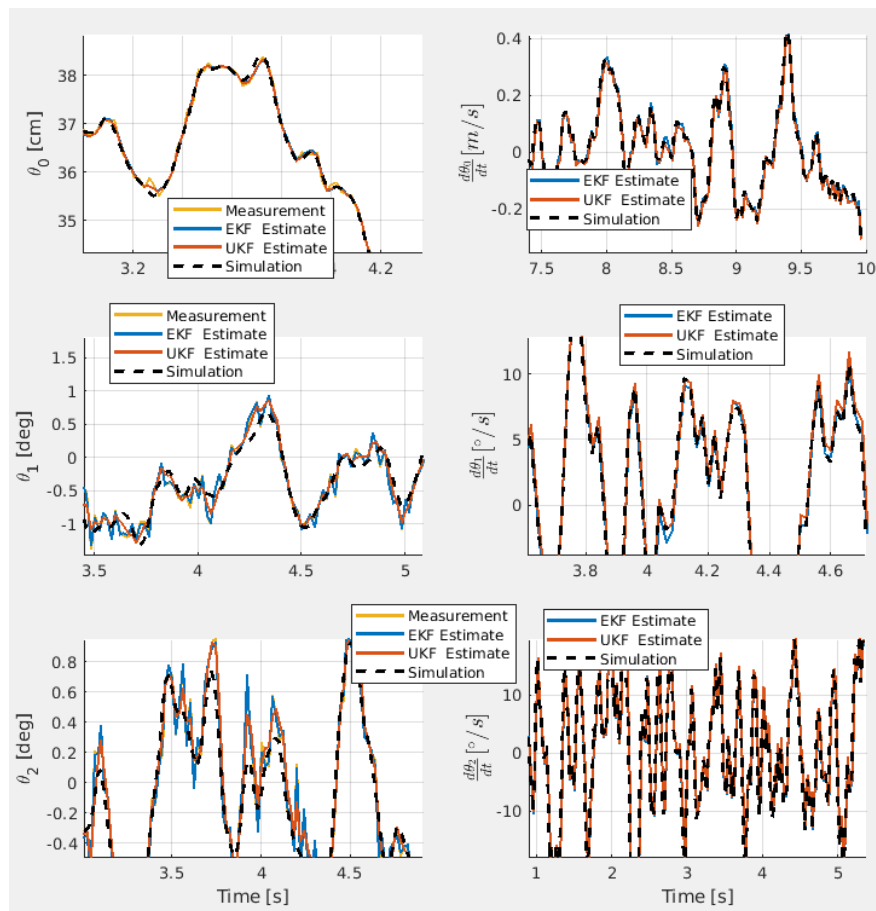 38
37
36
35
θ₀ [cm]
3.2
4.2
Measurement
EKF Estimate
UKF Estimate
Simulation
0.4
0.2
0
-0.2
dθ₀/dt [m/s]
7.5 8 8.5 9 9.5 10
EKF Estimate
UKF Estimate
Simulation
Measurement
EKF Estimate
UKF Estimate
Simulation
1.5
1
0.5
0
-0.5
-1
θ₁ [deg]
3.5 4 4.5 5
EKF Estimate
UKF Estimate
Simulation
10
5
0
dθ₁/dt [°/s]
3.8 4 4.2 4.4 4.6
Measurement
EKF Estimate
UKF Estimate
Simulation
0.8
0.6
0.4
0.2
0
-0.2
-0.4
θ₂ [deg]
3.5 4 4.5
Time [s]
EKF Estimate
UKF Estimate
Simulation
10
0
-10
dθ₂/dt [°/s]
1 2 3 4 5
Time [s]